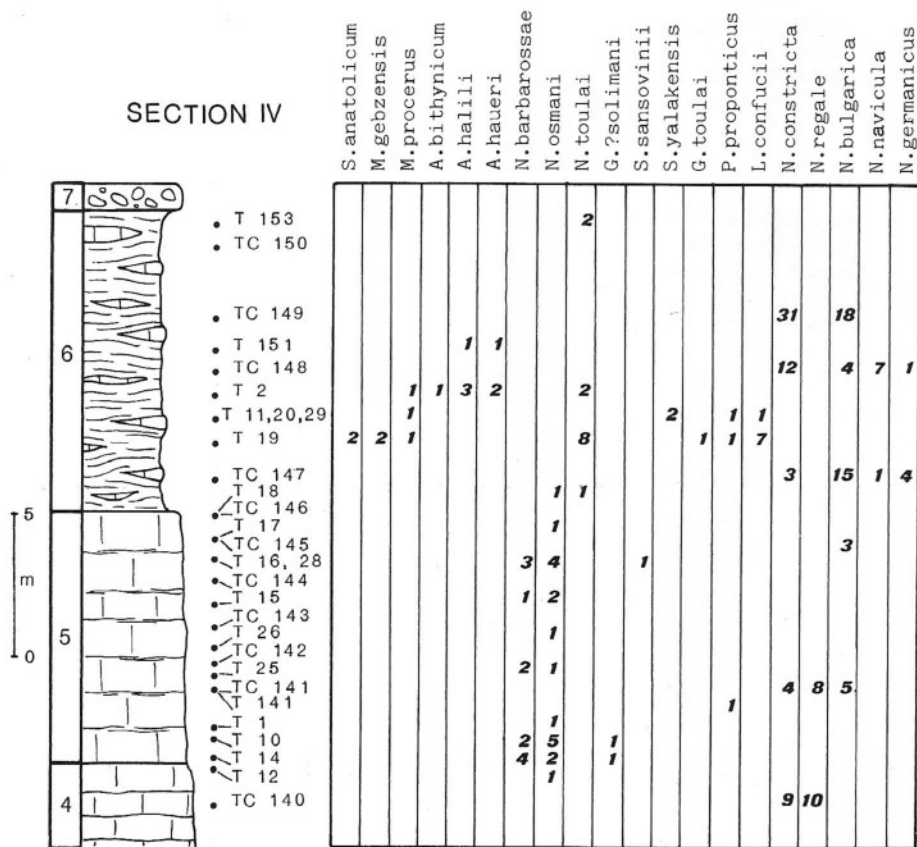 SECTION IV
S.anatolicum
M.gebzensis
M.procerus
A.bithynicum
A.halili
A.haueri
N.barbarossae
N.osmani
N.toulai
G.?solimani
S.sansovinii
S.yalakensis
G.toulai
P.proponticus
L.confucii
N.constricta
N.regale
N.bulgarica
N.navicula
N.germanicus
7
T 153 2
TC 150
TC 149 31 18
T 151 1 1
6
TC 148 12 4 7 1
T 2 1 1 3 2 2
T 11,20,29 1 2 1 1
T 19 2 2 1 8 1 1 7
TC 147 3 15 1 4
T 18 1 1
TC 146
5
T 17 1
TC 145 3
T 16, 28 3 4 1
m
TC 144
T 15 1 2
TC 143
5
T 26 1
0
TC 142
T 25 2 1
TC 141 4 8 5
T 141 1
T 1 1
T 10 2 5 1
T 14 4 2 1
T 12 1
4
TC 140 9 10